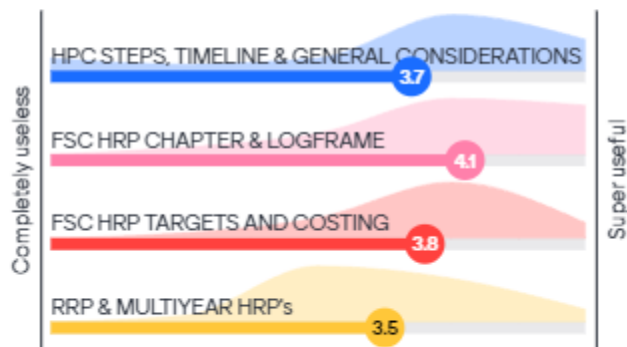 Completely useless
HPC STEPS, TIMELINE & GENERAL CONSIDERATIONS
3.7
FSC HRP CHAPTER & LOGFRAME
4.1
FSC HRP TARGETS AND COSTING
3.8
RRP & MULTIYEAR HRP's
3.5
Super useful